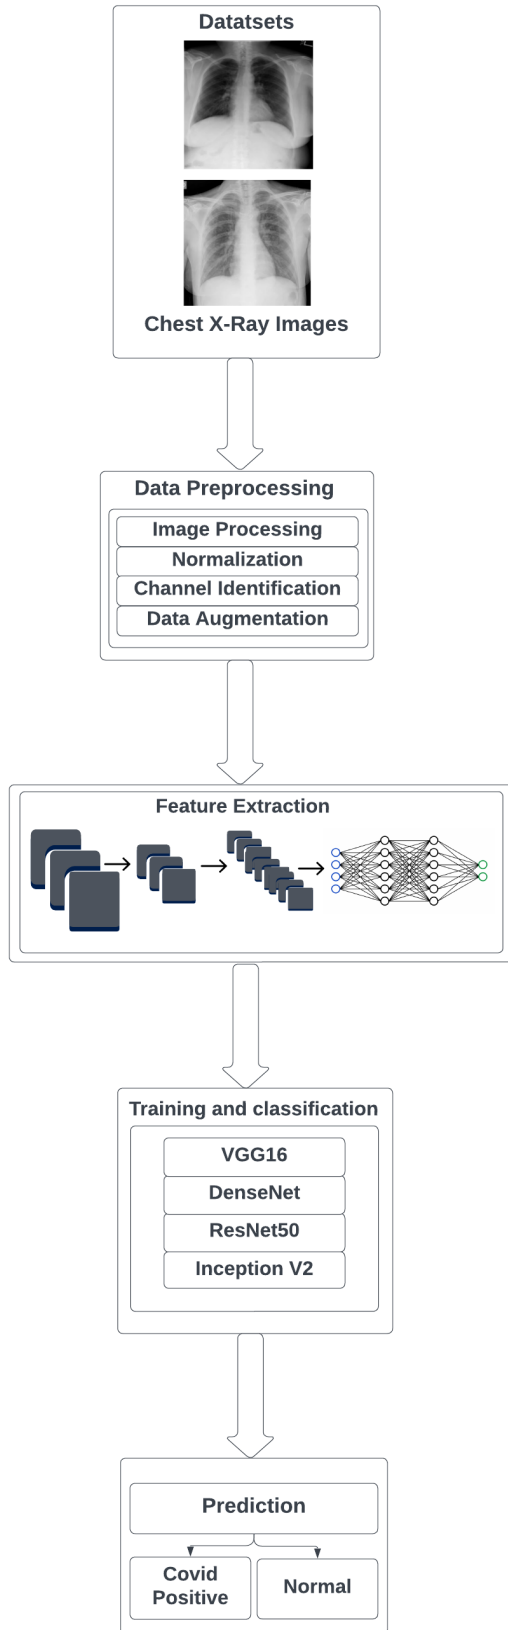 Datatsets
Chest X-Ray Images
Data Preprocessing
Image Processing
Normalization
Channel Identification
Data Augmentation
Feature Extraction
Training and classification
VGG16
DenseNet
ResNet50
Inception V2
Prediction
Covid
Positive
Normal